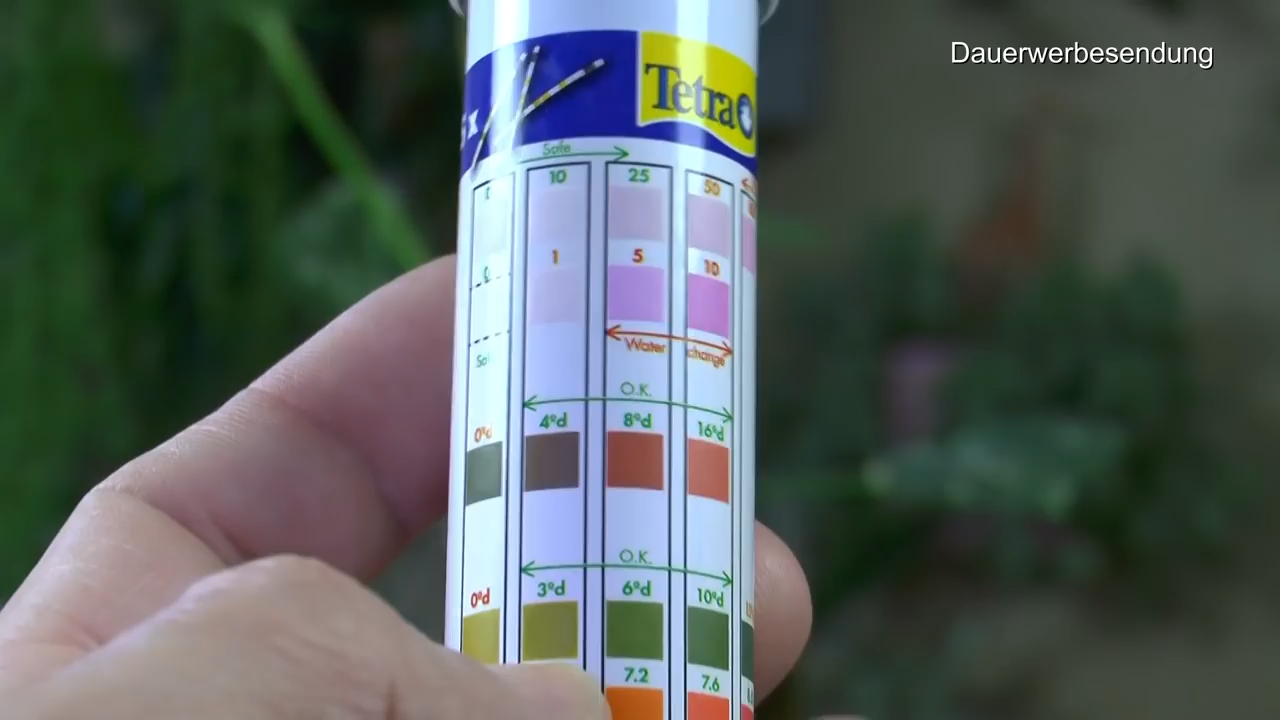 Dauerwerbesendung
Tetra
Safe
10 25 50
0 1 5 10
Water change
O.K.
0°d 4°d 8°d 16°d
O.K.
0°d 3°d 6°d 10°d
7.2 7.6